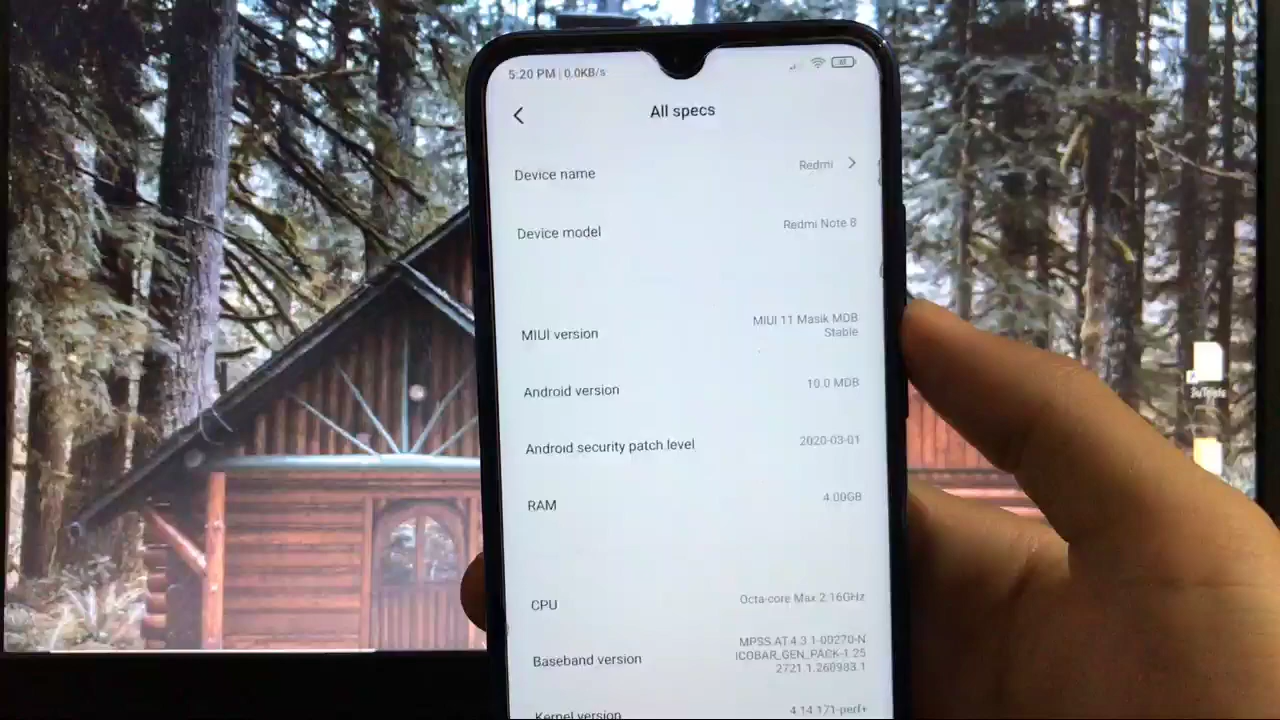 5:20 PM | 0.0KB/s
All specs
Device name
Redmi
Device model
Redmi Note 8
MIUI version
MIUI 11 Masik MDB
Stable
Android version
10.0 MDB
Android security patch level
2020-03-01
RAM
4.00GB
CPU
Octa-core Max 2.16GHz
Baseband version
MPSS.AT.4.3.1-00270-N
ICOBAR_GEN_PACK-1.25
2721.1.260983.1
Kernel version
4.14.171-perf+